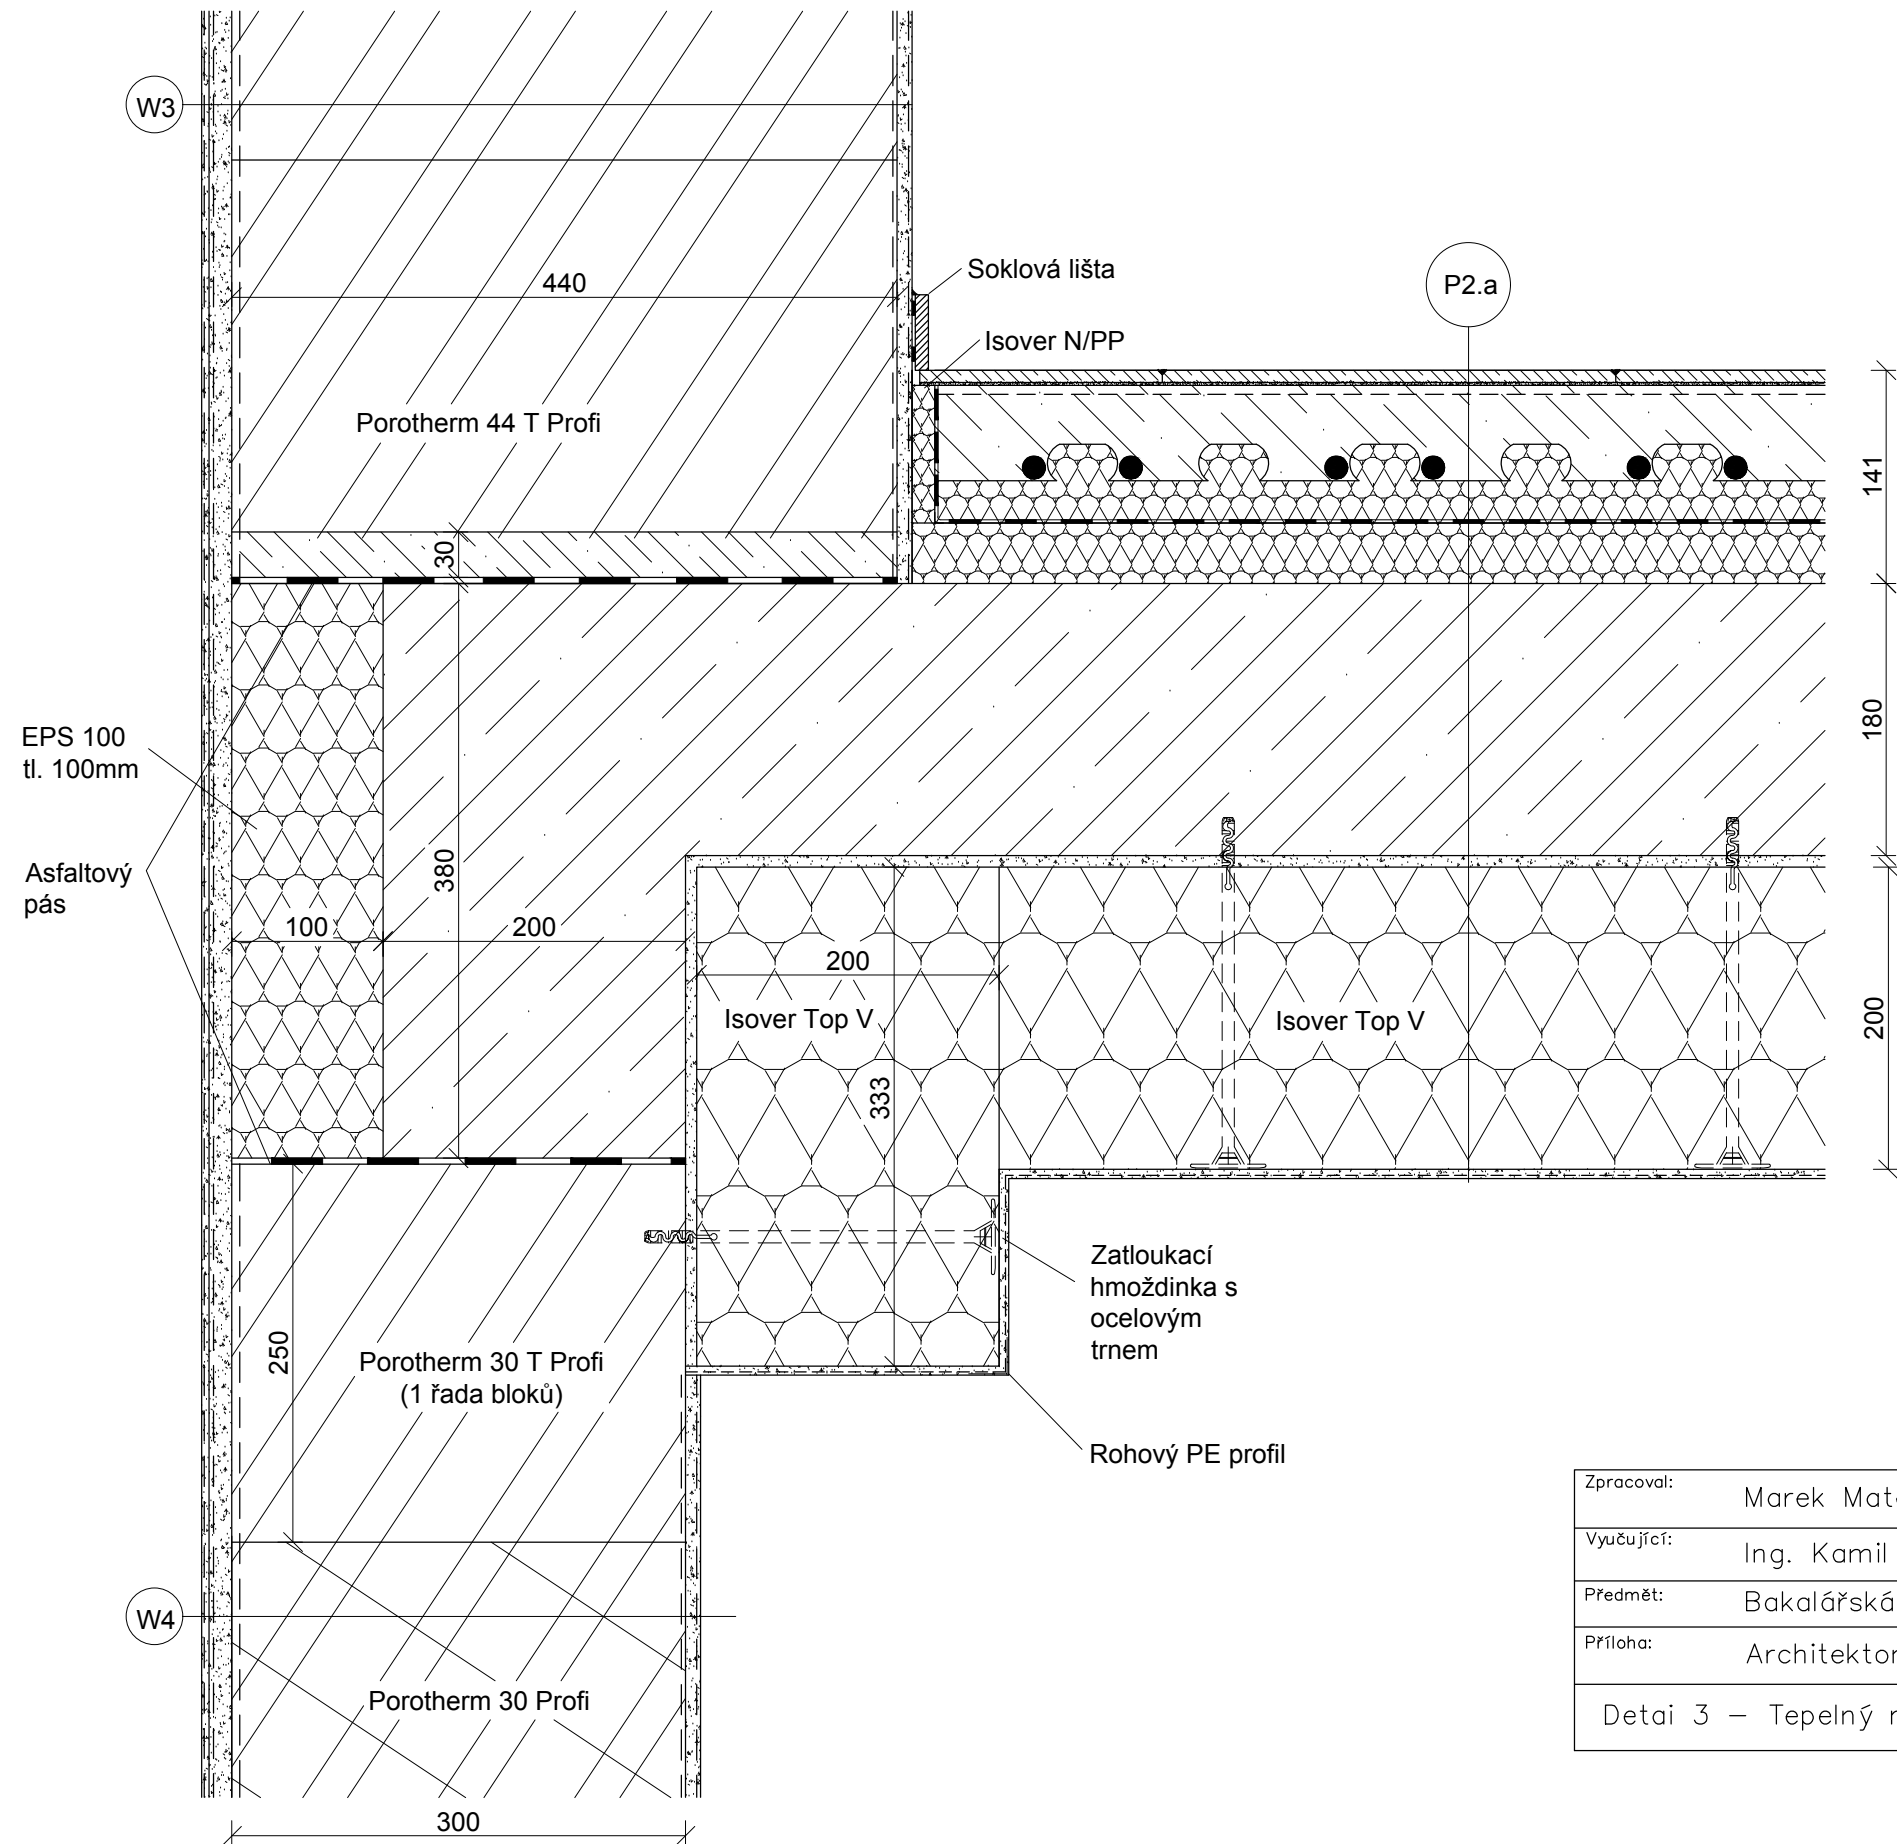 W3
440
Soklová lišta
P2.a
Isover N/PP
Porotherm 44 T Profi
141
30
EPS 100
tl. 100mm
180
Asfaltový
pás
380
100
200
200
Isover Top V
Isover Top V
200
333
Zatloukací
hmoždinka s
ocelovým
trnem
250
Porotherm 30 T Profi
(1 řada bloků)
Rohový PE profil
Zpracoval: Marek
Vyučující: Ing. Kamil
Předmět: Bakalářská
Příloha:
W4
Porotherm 30 Profi
Detai 3 – Tepelný
300